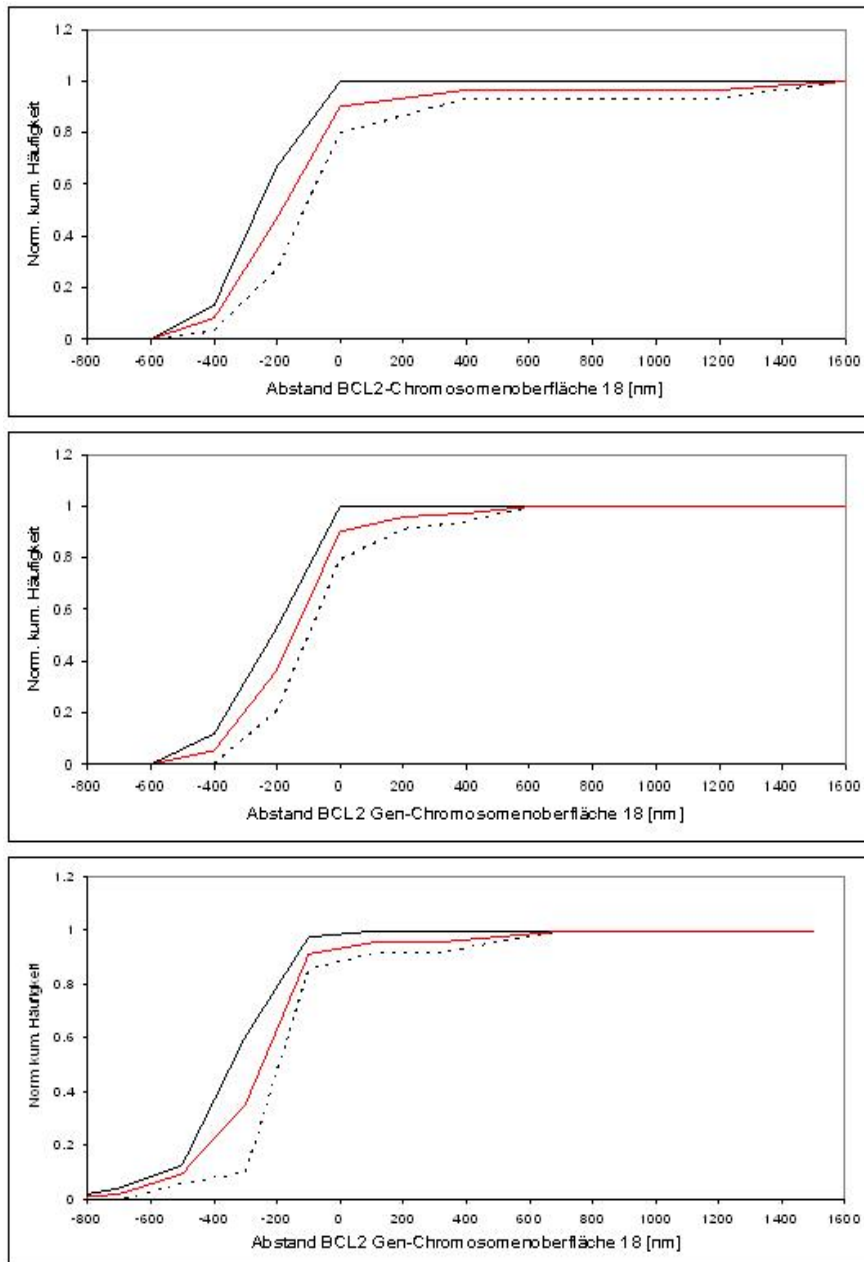 1.2
1
0.8
0.6
0.4
0.2
0
Norm. kum. Häufigkeit
-800 -600 -400 -200 0 200 400 600 800 1000 1200 1400 1600
Abstand BCL2-Chromosomenoberfläche 18 [nm]
1.2
1
0.8
0.6
0.4
0.2
0
Norm. kum. Häufigkeit
-800 -600 -400 -200 0 200 400 600 800 1000 1200 1400 1600
Abstand BCL2 Gen-Chromosomenoberfläche 18 [nm]
1.2
1
0.8
0.6
0.4
0.2
0
Norm kum. Häufigkeit
-800 -600 -400 -200 0 200 400 600 800 1000 1200 1400 1600
Abstand BCL2 Gen-Chromosomenoberfläche 18 [nm]